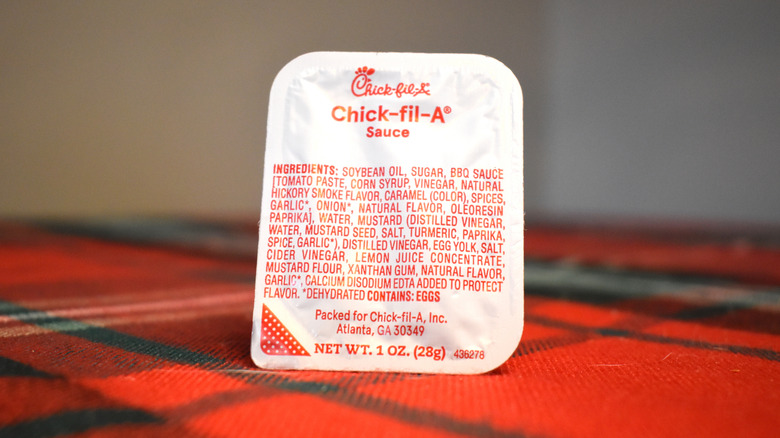 Chick-fil-A
Chick-fil-A®
Sauce
INGREDIENTS: SOYBEAN OIL, SUGAR, BBQ SAUCE
[TOMATO PASTE, CORN SYRUP, VINEGAR, NATURAL
HICKORY SMOKE FLAVOR, CARAMEL (COLOR), SPICES,
GARLIC*, ONION*, NATURAL FLAVOR, OLEORESIN
PAPRIKA], WATER, MUSTARD (DISTILLED VINEGAR,
WATER, MUSTARD SEED, SALT, TURMERIC, PAPRIKA,
SPICE, GARLIC*), DISTILLED VINEGAR, EGG YOLK, SALT,
CIDER VINEGAR, LEMON JUICE CONCENTRATE,
MUSTARD FLOUR, XANTHAN GUM, NATURAL FLAVOR,
GARLIC*, CALCIUM DISODIUM EDTA ADDED TO PROTECT
FLAVOR. *DEHYDRATED CONTAINS: EGGS
Packed for Chick-fil-A, Inc.
Atlanta, GA 30349
NET WT. 1 OZ. (28g) 436278